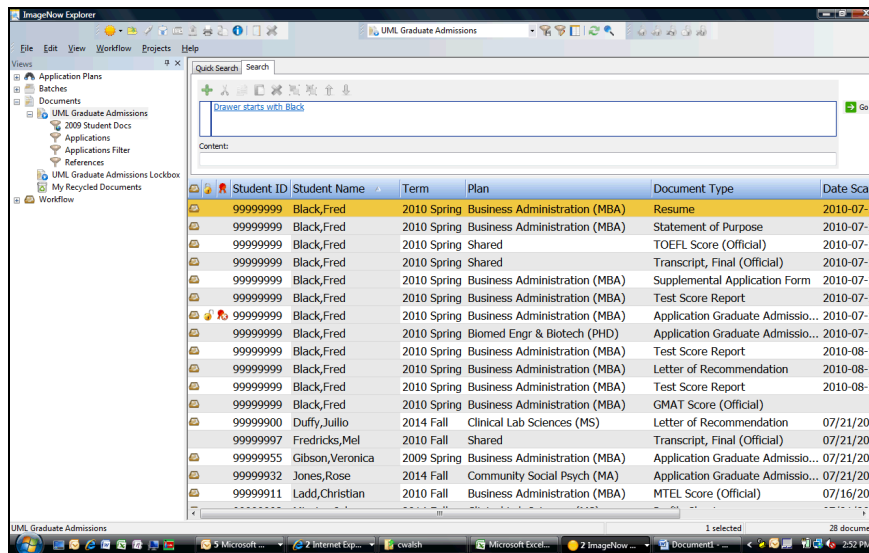 ImageNow Explorer
UML Graduate Admissions
File Edit View Workflow Projects Help
Views
Application Plans
Batches
Documents
UML Graduate Admissions
2009 Student Docs
Applications
Applications Filter
References
UML Graduate Admissions Lockbox
My Recycled Documents
Workflow
Quick Search Search
Drawer starts with Black
Go
Content:
Student ID Student Name Term Plan Document Type Date Sca
99999999 Black,Fred 2010 Spring Business Administration (MBA) Resume 2010-07-
99999999 Black,Fred 2010 Spring Business Administration (MBA) Statement of Purpose 2010-07-
99999999 Black,Fred 2010 Spring Shared TOEFL Score (Official) 2010-07-
99999999 Black,Fred 2010 Spring Shared Transcript, Final (Official) 2010-07-
99999999 Black,Fred 2010 Spring Business Administration (MBA) Supplemental Application Form 2010-07-
99999999 Black,Fred 2010 Spring Business Administration (MBA) Test Score Report 2010-07-
99999999 Black,Fred 2010 Spring Business Administration (MBA) Application Graduate Admissio... 2010-07-
99999999 Black,Fred 2010 Spring Biomed Engr & Biotech (PHD) Application Graduate Admissio... 2010-07-
99999999 Black,Fred 2010 Spring Business Administration (MBA) Test Score Report 2010-08-
99999999 Black,Fred 2010 Spring Business Administration (MBA) Letter of Recommendation 2010-08-
99999999 Black,Fred 2010 Spring Business Administration (MBA) Test Score Report 2010-08-
99999999 Black,Fred 2010 Spring Business Administration (MBA) GMAT Score (Official)
99999900 Duffy,Juilio 2014 Fall Clinical Lab Sciences (MS) Letter of Recommendation 07/21/20
99999997 Fredricks,Mel 2010 Fall Shared Transcript, Final (Official) 07/21/20
99999955 Gibson,Veronica 2009 Spring Business Administration (MBA) Application Graduate Admissio... 07/21/20
99999932 Jones,Rose 2014 Fall Community Social Psych (MA) Application Graduate Admissio... 07/21/20
99999911 Ladd,Christian 2010 Fall Business Administration (MBA) MTEL Score (Official) 07/16/20
UML Graduate Admissions 1 selected 28 docume
5 Microsoft ... 2 Internet Exp... cwalsh Microsoft Excel... 2 ImageNow ... Document1 - ... 2:52 PM